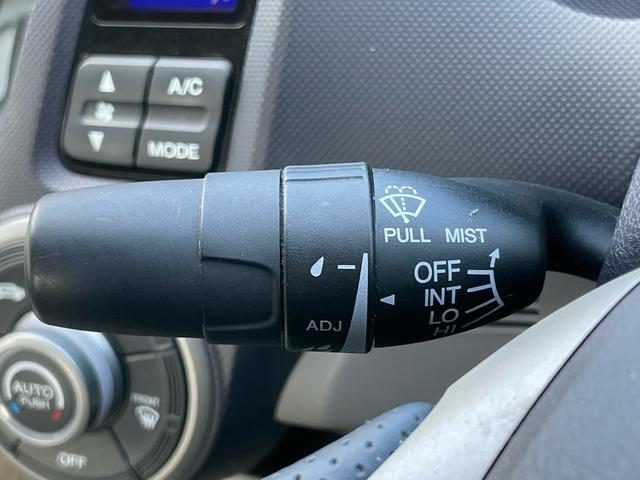 A/C
MODE
PULL MIST
OFF
INT
LO
HI
ADJ
AUTO
PUSH
FRONT
OFF